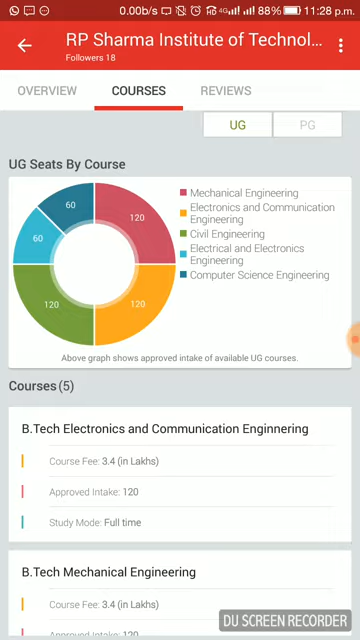 0.00b/s HD 4G 88% 11:28 p.m.
RP Sharma Institute of Technol...
Followers 18
OVERVIEW COURSES REVIEWS
UG PG
UG Seats By Course
60 120
60
120 120
Mechanical Engineering
Electronics and Communication
Engineering
Civil Engineering
Electrical and Electronics
Engineering
Computer Science Engineering
Above graph shows approved intake of available UG courses.
Courses (5)
B.Tech Electronics and Communication Enginnering
Course Fee: 3.4 (in Lakhs)
Approved Intake: 120
Study Mode: Full time
B.Tech Mechanical Engineering
Course Fee: 3.4 (in Lakhs)
Approved Intake: 120
DU SCREEN RECORDER